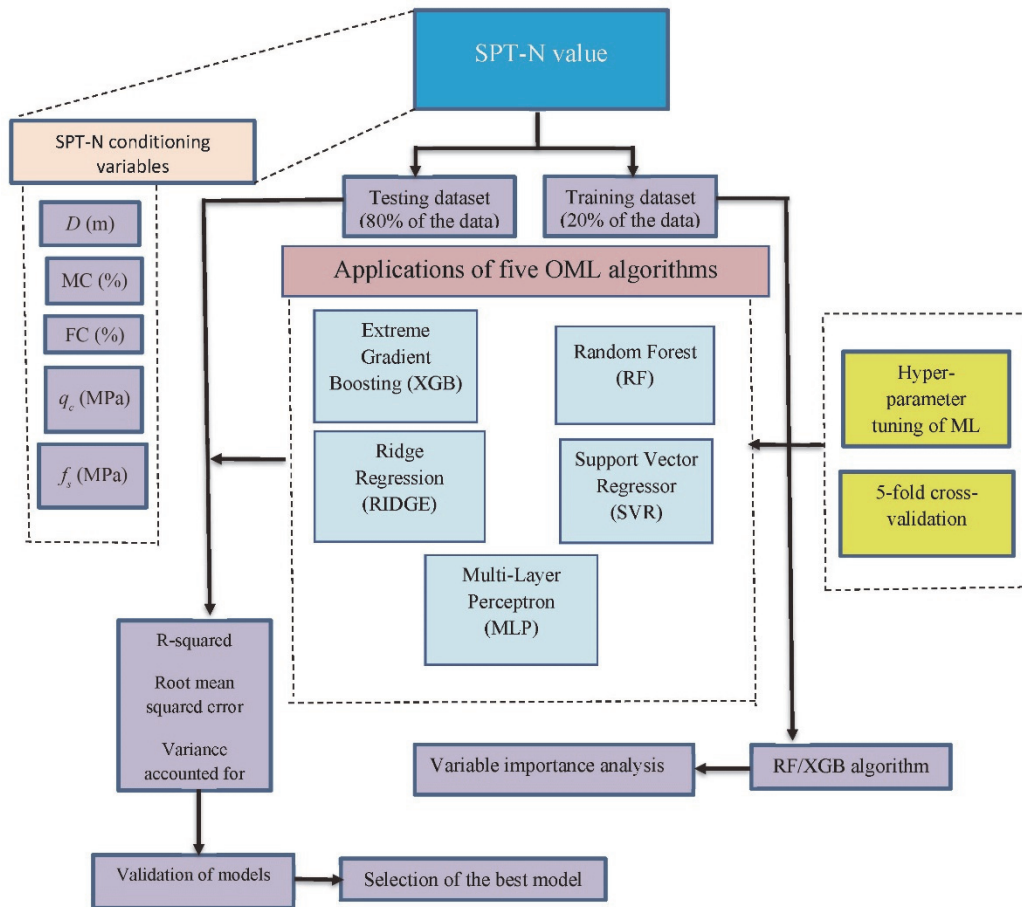 SPT-N value
SPT-N conditioning
variables
D (m)
MC (%)
FC (%)
q_c (MPa)
f_s (MPa)
Testing dataset
(80% of the data)
Training dataset
(20% of the data)
Applications of five OML algorithms
Extreme
Gradient
Boosting (XGB)
Random Forest
(RF)
Ridge
Regression
(RIDGE)
Support Vector
Regressor
(SVR)
Multi-Layer
Perceptron
(MLP)
Hyper-
parameter
tuning of ML
5-fold cross-
validation
R-squared
Root mean
squared error
Variance
accounted for
Variable importance analysis
RF/XGB algorithm
Validation of models
Selection of the best model